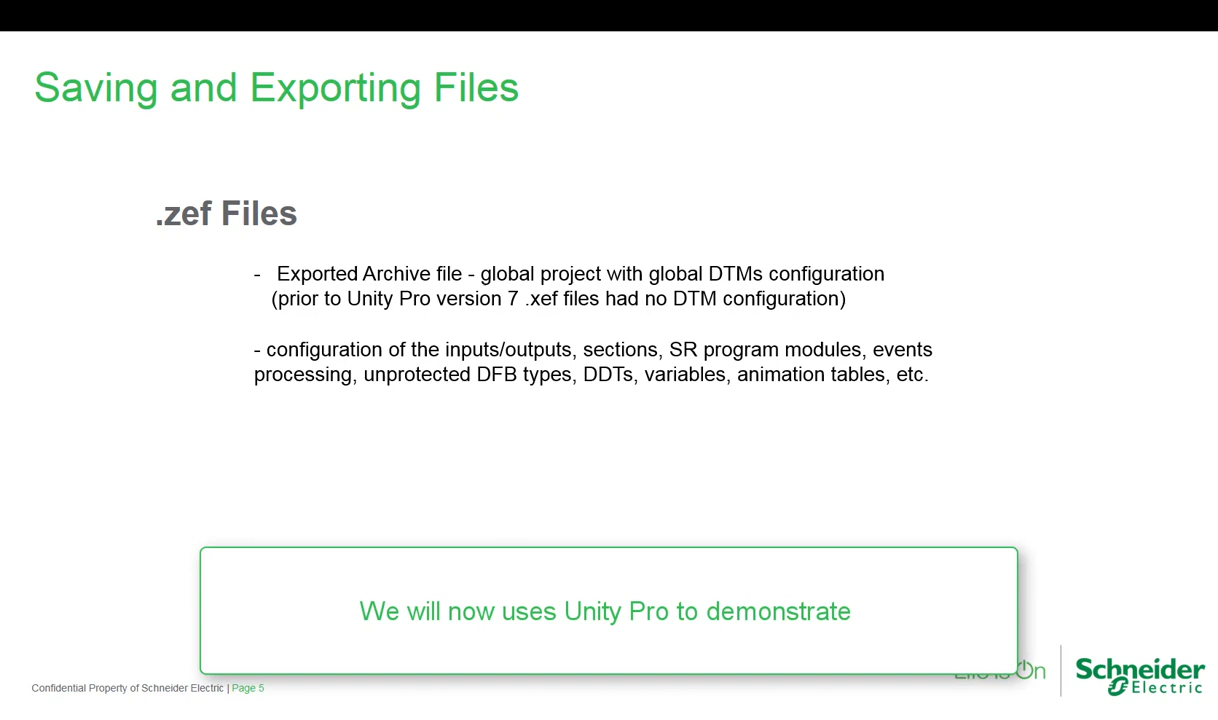 Saving and Exporting Files
.zef Files
- Exported Archive file - global project with global DTMs configuration
(prior to Unity Pro version 7 .xef files had no DTM configuration)
- configuration of the inputs/outputs, sections, SR program modules, events
processing, unprotected DFB types, DDTs, variables, animation tables, etc.
We will now uses Unity Pro to demonstrate
On
Schneider
Electric
Confidential Property of Schneider Electric | Page 5